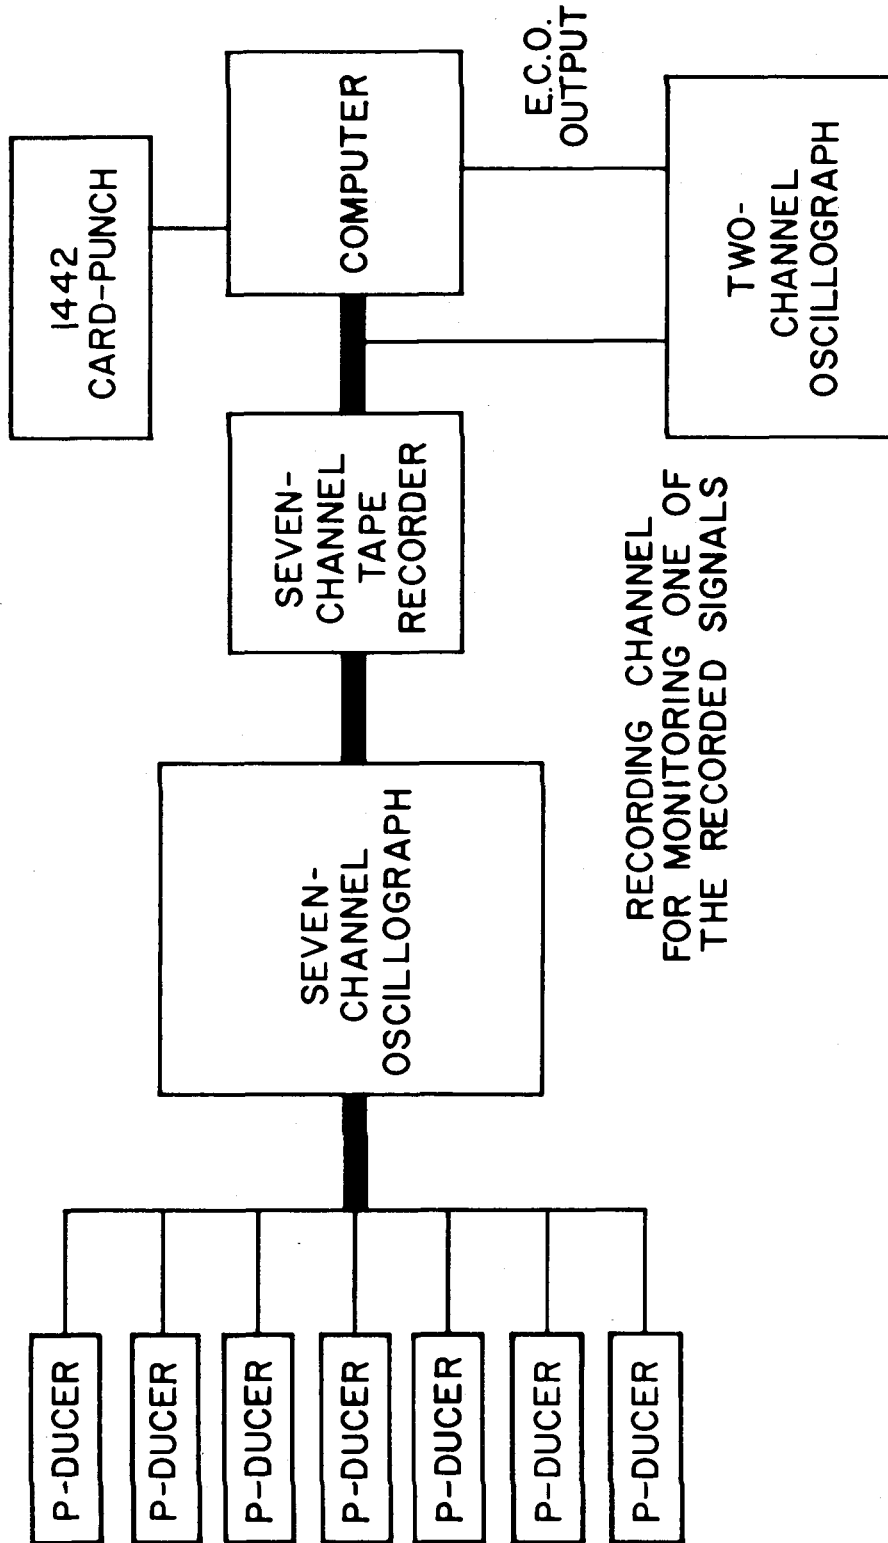 P-DUCER
P-DUCER
P-DUCER
P-DUCER
P-DUCER
P-DUCER
P-DUCER
SEVEN-
CHANNEL
OSCILLOGRAPH
SEVEN-
CHANNEL
TAPE
RECORDER
1442
CARD-PUNCH
COMPUTER
E.C.O.
OUTPUT
RECORDING CHANNEL
FOR MONITORING ONE OF
THE RECORDED SIGNALS
TWO-
CHANNEL
OSCILLOGRAPH